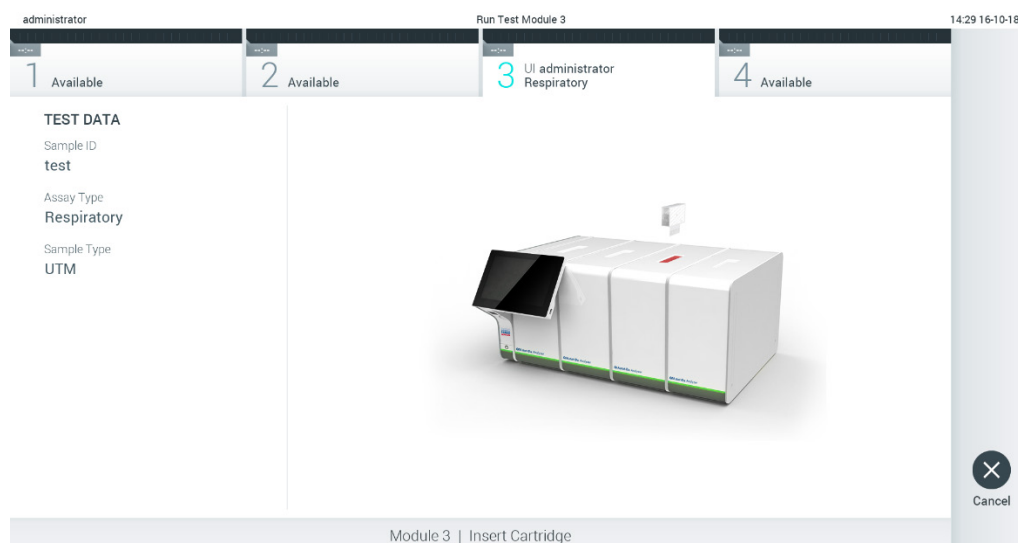 administrator
Run Test Module 3
14:29 16-10-18
--:--
--:--
--:--
--:--
1 Available
2 Available
3 UI administrator
Respiratory
4 Available
TEST DATA
Sample ID
test
Assay Type
Respiratory
Sample Type
UTM
Cancel
Module 3 | Insert Cartridge